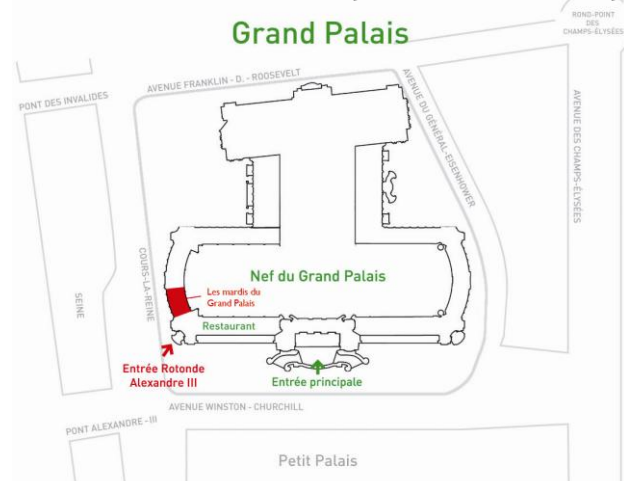 Grand Palais
ROND-POINT
DES
CHAMPS-ÉLYSÉES
AVENUE FRANKLIN - D. - ROOSEVELT
PONT DES INVALIDES
AVENUE DU GÉNÉRAL-EISENHOWER
AVENUE DES CHAMPS-ÉLYSÉES
COURS-LA-REINE
SEINE
Nef du Grand Palais
Les mardis du
Grand Palais
Restaurant
Entrée Rotonde
Alexandre III
Entrée principale
AVENUE WINSTON - CHURCHILL
PONT ALEXANDRE - III
Petit Palais